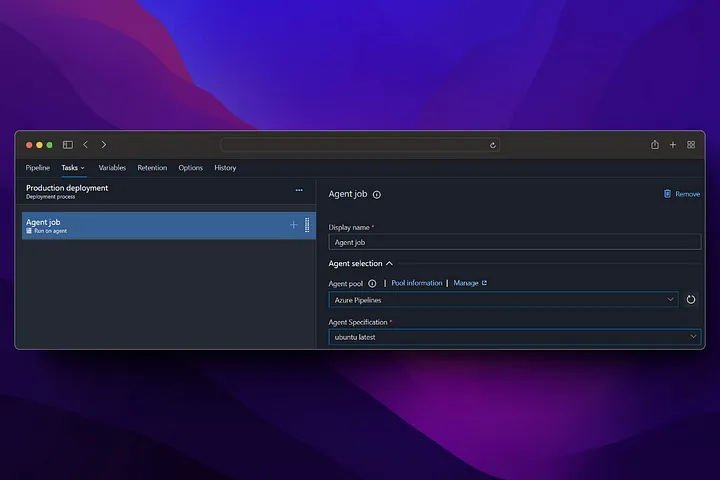 Pipeline Tasks Variables Retention Options History
Production deployment
Deployment process
Agent job
Run on agent
Agent job
Remove
Display name *
Agent job
Agent selection
Agent pool | Pool information | Manage
Azure Pipelines
Agent Specification *
ubuntu latest